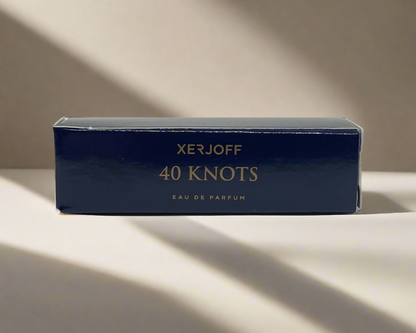 XERJOFF
40 KNOTS
EAU DE PARFUM